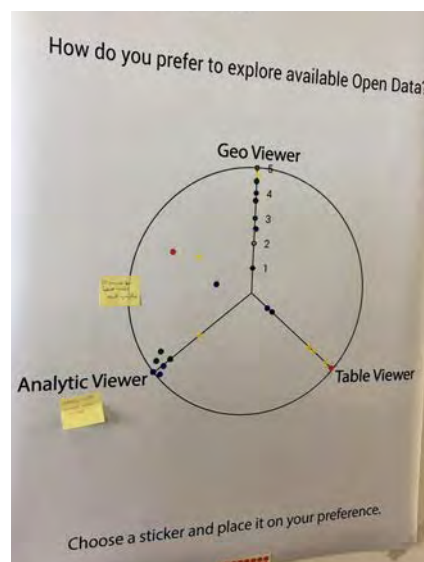 How do you prefer to explore available Open Data?
Geo Viewer
5
4
3
2
1
Analytic Viewer
Table Viewer
Choose a sticker and place it on your preference.